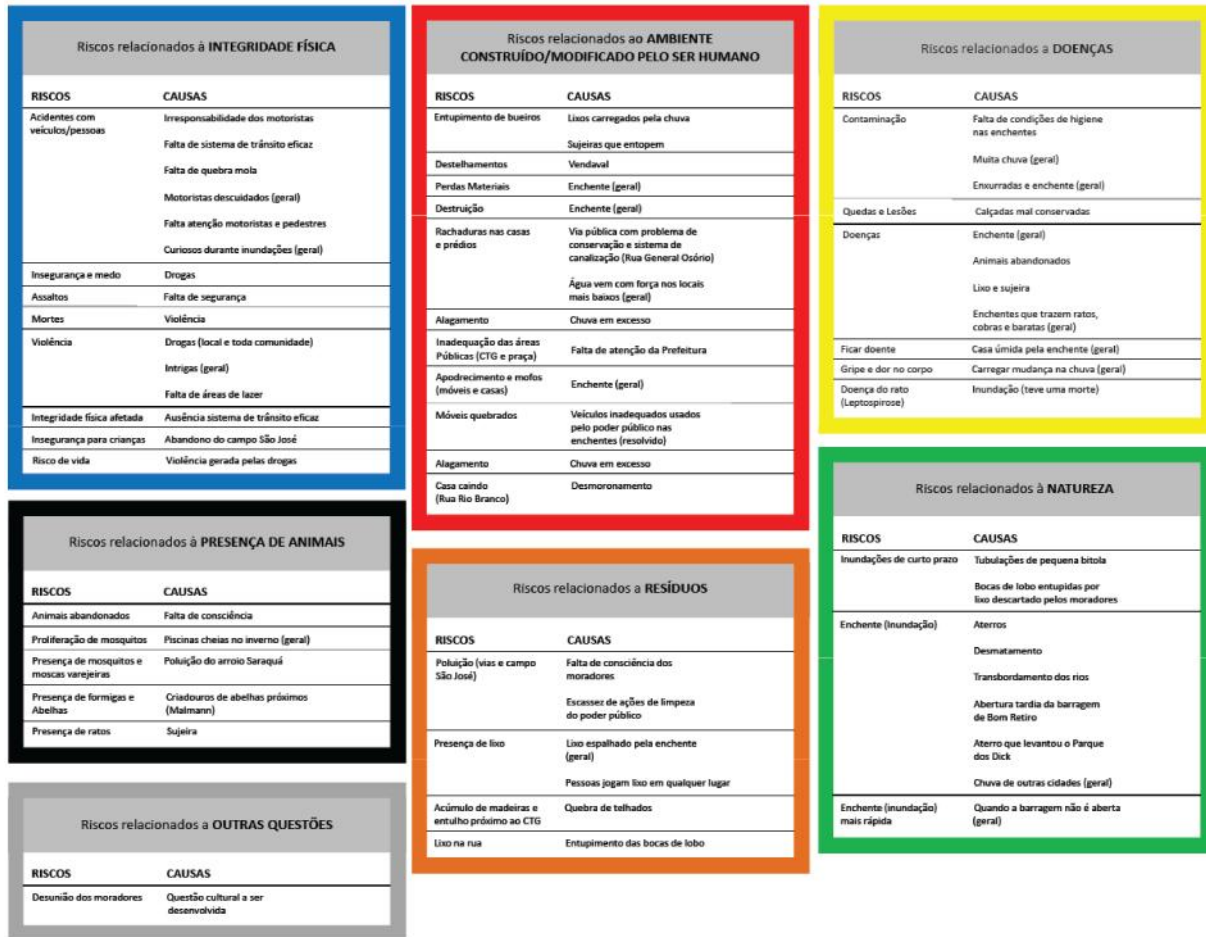 Riscos relacionados à INTEGRIDADE FÍSICA
RISCOS CAUSAS
Acidentes com Irresponsabilidade dos motoristas
veículos/pessoas
Falta de sistema de trânsito eficaz
Falta de quebra mola
Motoristas descuidados (geral)
Falta atenção motoristas e pedestres
Curiosos durante inundações (geral)
Insegurança e medo Drogas
Assaltos Falta de segurança
Mortes Violência
Violência Drogas (local e toda comunidade)
Intrigas (geral)
Falta de áreas de lazer
Integridade física afetada Ausência sistema de trânsito eficaz
Insegurança para crianças Abandono do campo São José
Risco de vida Violência gerada pelas drogas
Riscos relacionados à PRESENÇA DE ANIMAIS
RISCOS CAUSAS
Animais abandonados Falta de consciência
Proliferação de mosquitos Piscinas cheias no inverno (geral)
Presença de mosquitos e Poluição do arroio Saraquá
moscas varejeiras
Presença de formigas e Criadouros de abelhas próximos
Abelhas (Malmann)
Presença de ratos Sujeira
Riscos relacionados a OUTRAS QUESTÕES
RISCOS CAUSAS
Desunião dos moradores Questão cultural a ser
desenvolvida
Riscos relacionados ao AMBIENTE
CONSTRUÍDO/MODIFICADO PELO SER HUMANO
RISCOS CAUSAS
Entupimento de bueiros Lixos carregados pela chuva
Sujeiras que entopem
Destelhamentos Vendaval
Perdas Materiais Enchente (geral)
Destruição Enchente (geral)
Rachaduras nas casas Via pública com problema de
e prédios conservação e sistema de
canalização (Rua General Osório)
Água vem com força nos locais
mais baixos (geral)
Alagamento Chuva em excesso
Inadequação das áreas
Públicas (CTG e praça) Falta de atenção da Prefeitura
Apodrecimento e mofos
(móveis e casas) Enchente (geral)
Móveis quebrados Veículos inadequados usados
pelo poder público nas
enchentes (resolvido)
Alagamento Chuva em excesso
Casa caindo Desmoronamento
(Rua Rio Branco)
Riscos relacionados a RESÍDUOS
RISCOS CAUSAS
Poluição (vias e campo Falta de consciência dos
São José) moradores
Escassez de ações de limpeza
do poder público
Presença de lixo Lixo espalhado pela enchente
(geral)
Pessoas jogam lixo em qualquer lugar
Acúmulo de madeiras e Quebra de telhados
entulho próximo ao CTG
Lixo na rua Entupimento das bocas de lobo
Riscos relacionados a DOENÇAS
RISCOS CAUSAS
Contaminação Falta de condições de higiene
nas enchentes
Muita chuva (geral)
Enxurradas e enchente (geral)
Quedas e Lesões Calçadas mal conservadas
Doenças Enchente (geral)
Animais abandonados
Lixo e sujeira
Enchentes que trazem ratos,
cobras e baratas (geral)
Ficar doente Casa úmida pela enchente (geral)
Gripe e dor no corpo Carregar mudança na chuva (geral)
Doença do rato Inundação (teve uma morte)
(Leptospirose)
Riscos relacionados à NATUREZA
RISCOS CAUSAS
Inundações de curto prazo Tubulações de pequena bitola
Bocas de lobo entupidas por
lixo descartado pelos moradores
Enchente (Inundação) Aterros
Desmatamento
Transbordamento dos rios
Abertura tardia da barragem
de Bom Retiro
Aterro que levantou o Parque
dos Dick
Chuva de outras cidades (geral)
Enchente (inundação) Quando a barragem não é aberta
mais rápida (geral)